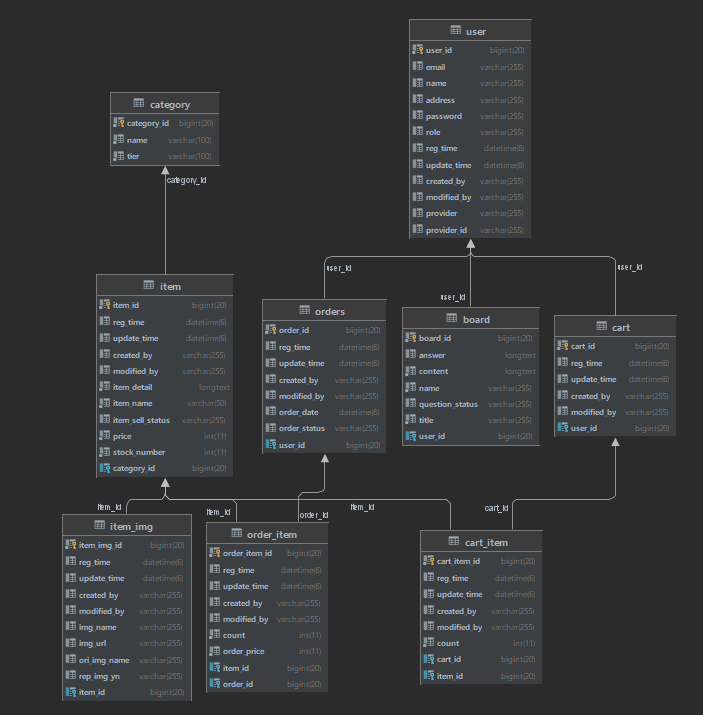 user
user_id bigint(20)
email varchar(255)
name varchar(255)
address varchar(255)
password varchar(255)
role varchar(255)
reg_time datetime(6)
update_time datetime(6)
created_by varchar(255)
modified_by varchar(255)
provider varchar(255)
provider_id varchar(255)
category
category_id bigint(20)
name varchar(100)
tier varchar(100)
category_id
user_id
user_id
user_id
item
item_id bigint(20)
reg_time datetime(6)
update_time datetime(6)
created_by varchar(255)
modified_by varchar(255)
item_detail longtext
item_name varchar(50)
item_sell_status varchar(255)
price int(11)
stock_number int(11)
category_id bigint(20)
orders
order_id bigint(20)
reg_time datetime(6)
update_time datetime(6)
created_by varchar(255)
modified_by varchar(255)
order_date datetime(6)
order_status varchar(255)
user_id bigint(20)
board
board_id bigint(20)
answer longtext
content longtext
name varchar(255)
question_status varchar(255)
title varchar(255)
user_id bigint(20)
cart
cart_id bigint(20)
reg_time datetime(6)
update_time datetime(6)
created_by varchar(255)
modified_by varchar(255)
user_id bigint(20)
item_id
item_id
order_id
item_id
cart_id
item_img
item_img_id bigint(20)
reg_time datetime(6)
update_time datetime(6)
created_by varchar(255)
modified_by varchar(255)
img_name varchar(255)
img_url varchar(255)
ori_img_name varchar(255)
rep_img_yn varchar(255)
item_id bigint(20)
order_item
order_item_id bigint(20)
reg_time datetime(6)
update_time datetime(6)
created_by varchar(255)
modified_by varchar(255)
count int(11)
order_price int(11)
item_id bigint(20)
order_id bigint(20)
cart_item
cart_item_id bigint(20)
reg_time datetime(6)
update_time datetime(6)
created_by varchar(255)
modified_by varchar(255)
count int(11)
cart_id bigint(20)
item_id bigint(20)